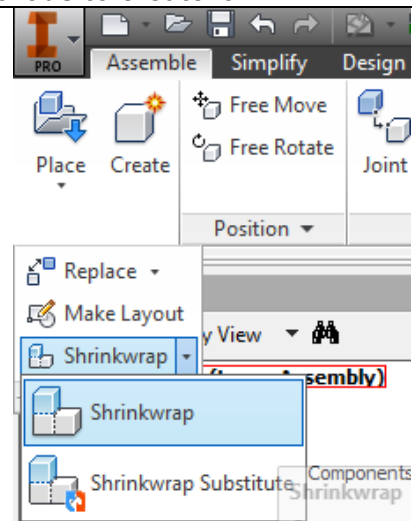 PRO
Assemble Simplify Design
Place Create
Free Move
Free Rotate
Joint
Position
Replace
Make Layout
Shrinkwrap
y View
sembly)
Shrinkwrap
Shrinkwrap Substitute
Components
Shrinkwrap